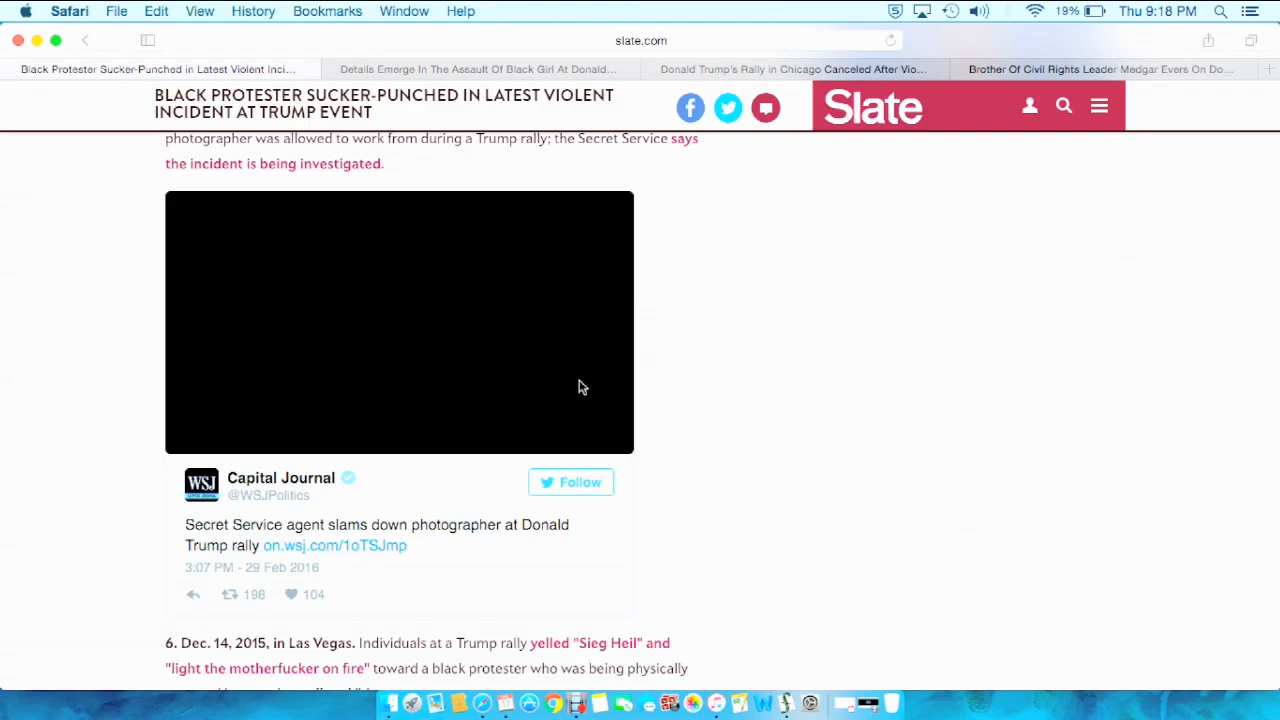 Safari File Edit View History Bookmarks Window Help 19% Thu 9:18 PM
slate.com
Black Protester Sucker-Punched in Latest Violent Inci... Details Emerge In The Assault Of Black Girl At Donald... Donald Trump's Rally in Chicago Canceled After Vio... Brother Of Civil Rights Leader Medgar Evers On Do...
BLACK PROTESTER SUCKER-PUNCHED IN LATEST VIOLENT
INCIDENT AT TRUMP EVENT
Slate
photographer was allowed to work from during a Trump rally; the Secret Service says
the incident is being investigated.
WSJ
Capital Journal
@WSJPolitics
Follow
Secret Service agent slams down photographer at Donald
Trump rally on.wsj.com/1oTSJmp
3:07 PM - 29 Feb 2016
198 104
6. Dec. 14, 2015, in Las Vegas. Individuals at a Trump rally yelled "Sieg Heil" and
"light the motherfucker on fire" toward a black protester who was being physically